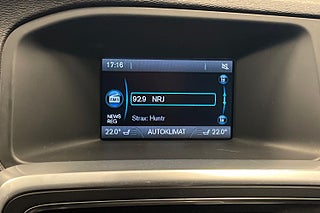 17:16
92.9 NRJ
NEWS
REG
Strax: Huntr
22.0° AUTOKLIMAT 22.0°